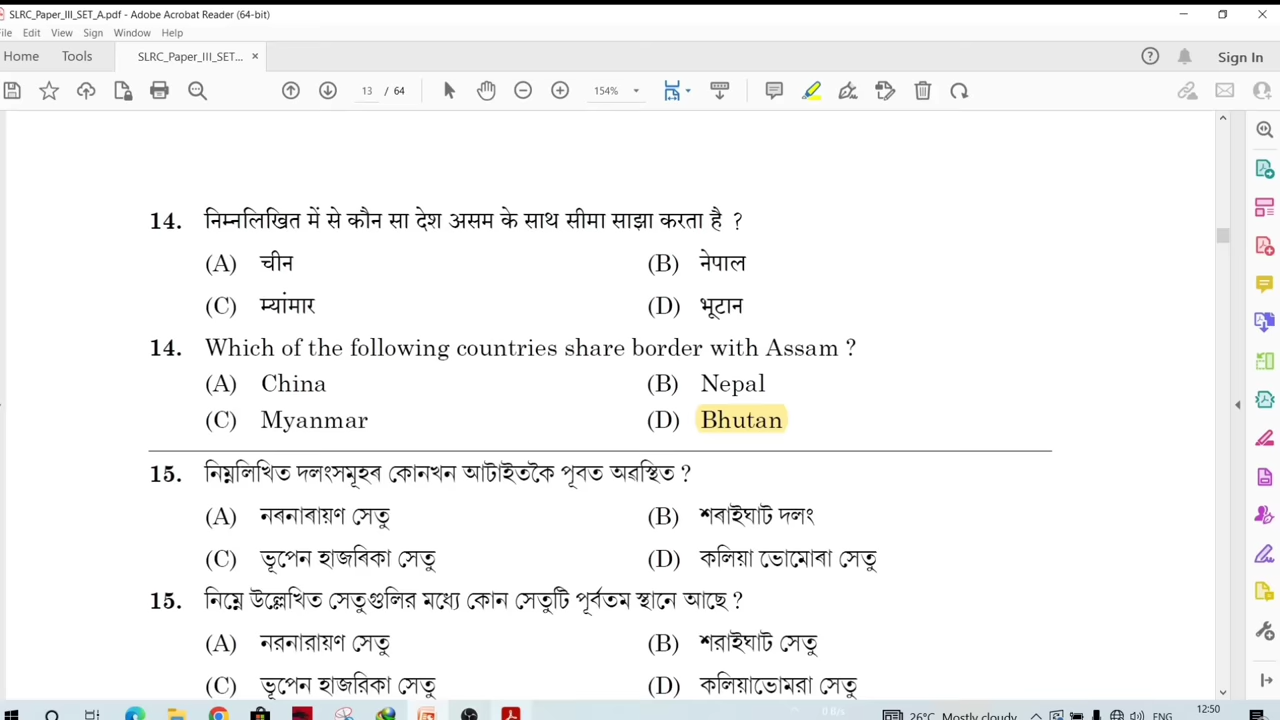 SLRC_Paper_III_SET_A.pdf - Adobe Acrobat Reader (64-bit)
File Edit View Sign Window Help
Home Tools SLRC_Paper_III_SET... × Sign In
13 / 64 154%
14. निम्नलिखित में से कौन सा देश असम के साथ सीमा साझा करता है ?
(A) चीन (B) नेपाल
(C) म्यांमार (D) भूटान
14. Which of the following countries share border with Assam ?
(A) China (B) Nepal
(C) Myanmar (D) Bhutan
15. নিম্নলিখিত দলংসমূহৰ কোনখন আটাইতকৈ পূবত অৱস্থিত ?
(A) নৰনাৰায়ণ সেতু (B) শৰাইঘাট দলং
(C) ভূপেন হাজৰিকা সেতু (D) কলিয়া ভোমোৰা সেতু
15. নিম্নে উল্লেখিত সেতুগুলির মধ্যে কোন সেতুটি পূর্বতম স্থানে আছে ?
(A) নরনারায়ণ সেতু (B) শরাইঘাট সেতু
(C) ভূপেন হাজরিকা সেতু (D) কলিয়াভোমরা সেতু
0 B/s 26°C Mostly cloudy ENG 12:50